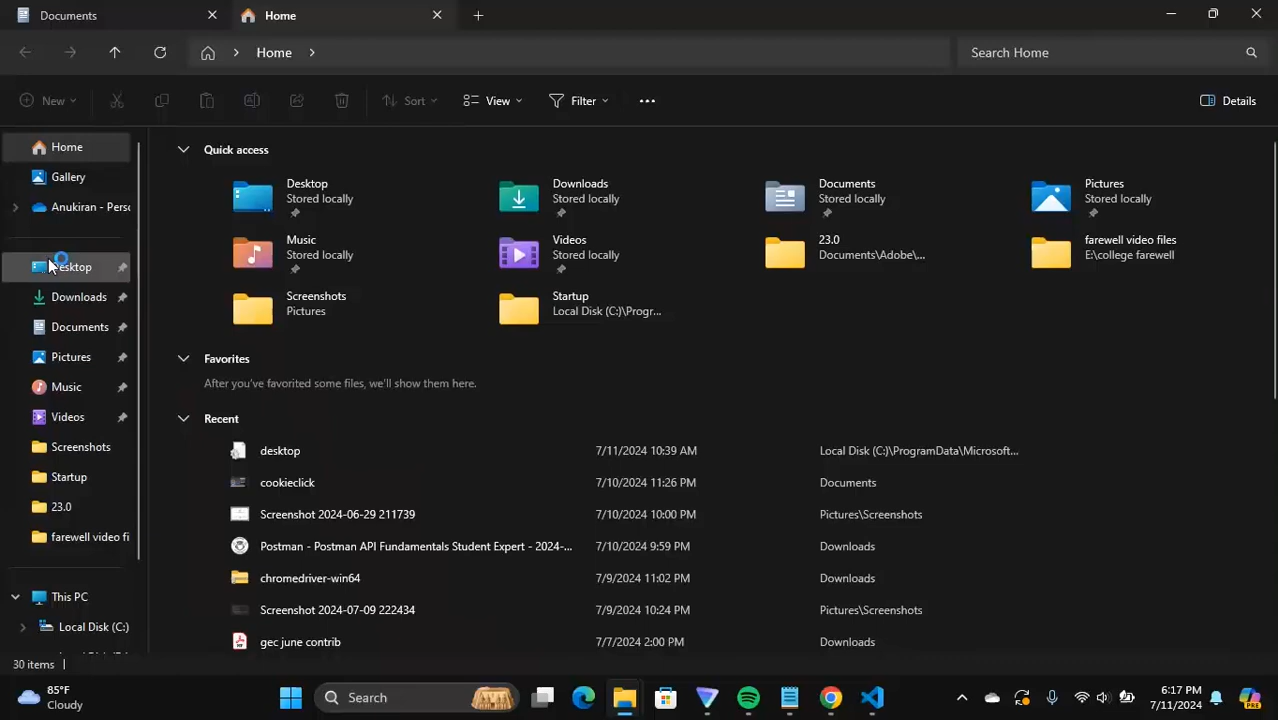 Documents
Home
Home
Search Home
New
Sort
View
Filter
Details
Home
Gallery
Anukiran - Perso
Desktop
Downloads
Documents
Pictures
Music
Videos
Screenshots
Startup
23.0
farewell video fi
This PC
Local Disk (C:)
Quick access
Desktop
Stored locally
Downloads
Stored locally
Documents
Stored locally
Pictures
Stored locally
Music
Stored locally
Videos
Stored locally
23.0
Documents\Adobe\...
farewell video files
E:\college farewell
Screenshots
Pictures
Startup
Local Disk (C:)\Progr...
Favorites
After you've favorited some files, we'll show them here.
Recent
desktop 7/11/2024 10:39 AM Local Disk (C:)\ProgramData\Microsoft...
cookieclick 7/10/2024 11:26 PM Documents
Screenshot 2024-06-29 211739 7/10/2024 10:00 PM Pictures\Screenshots
Postman - Postman API Fundamentals Student Expert - 2024-... 7/10/2024 9:59 PM Downloads
chromedriver-win64 7/9/2024 11:02 PM Downloads
Screenshot 2024-07-09 222434 7/9/2024 10:24 PM Pictures\Screenshots
gec june contrib 7/7/2024 2:00 PM Downloads
30 items
85°F
Cloudy
Search
6:17 PM
7/11/2024
PRE